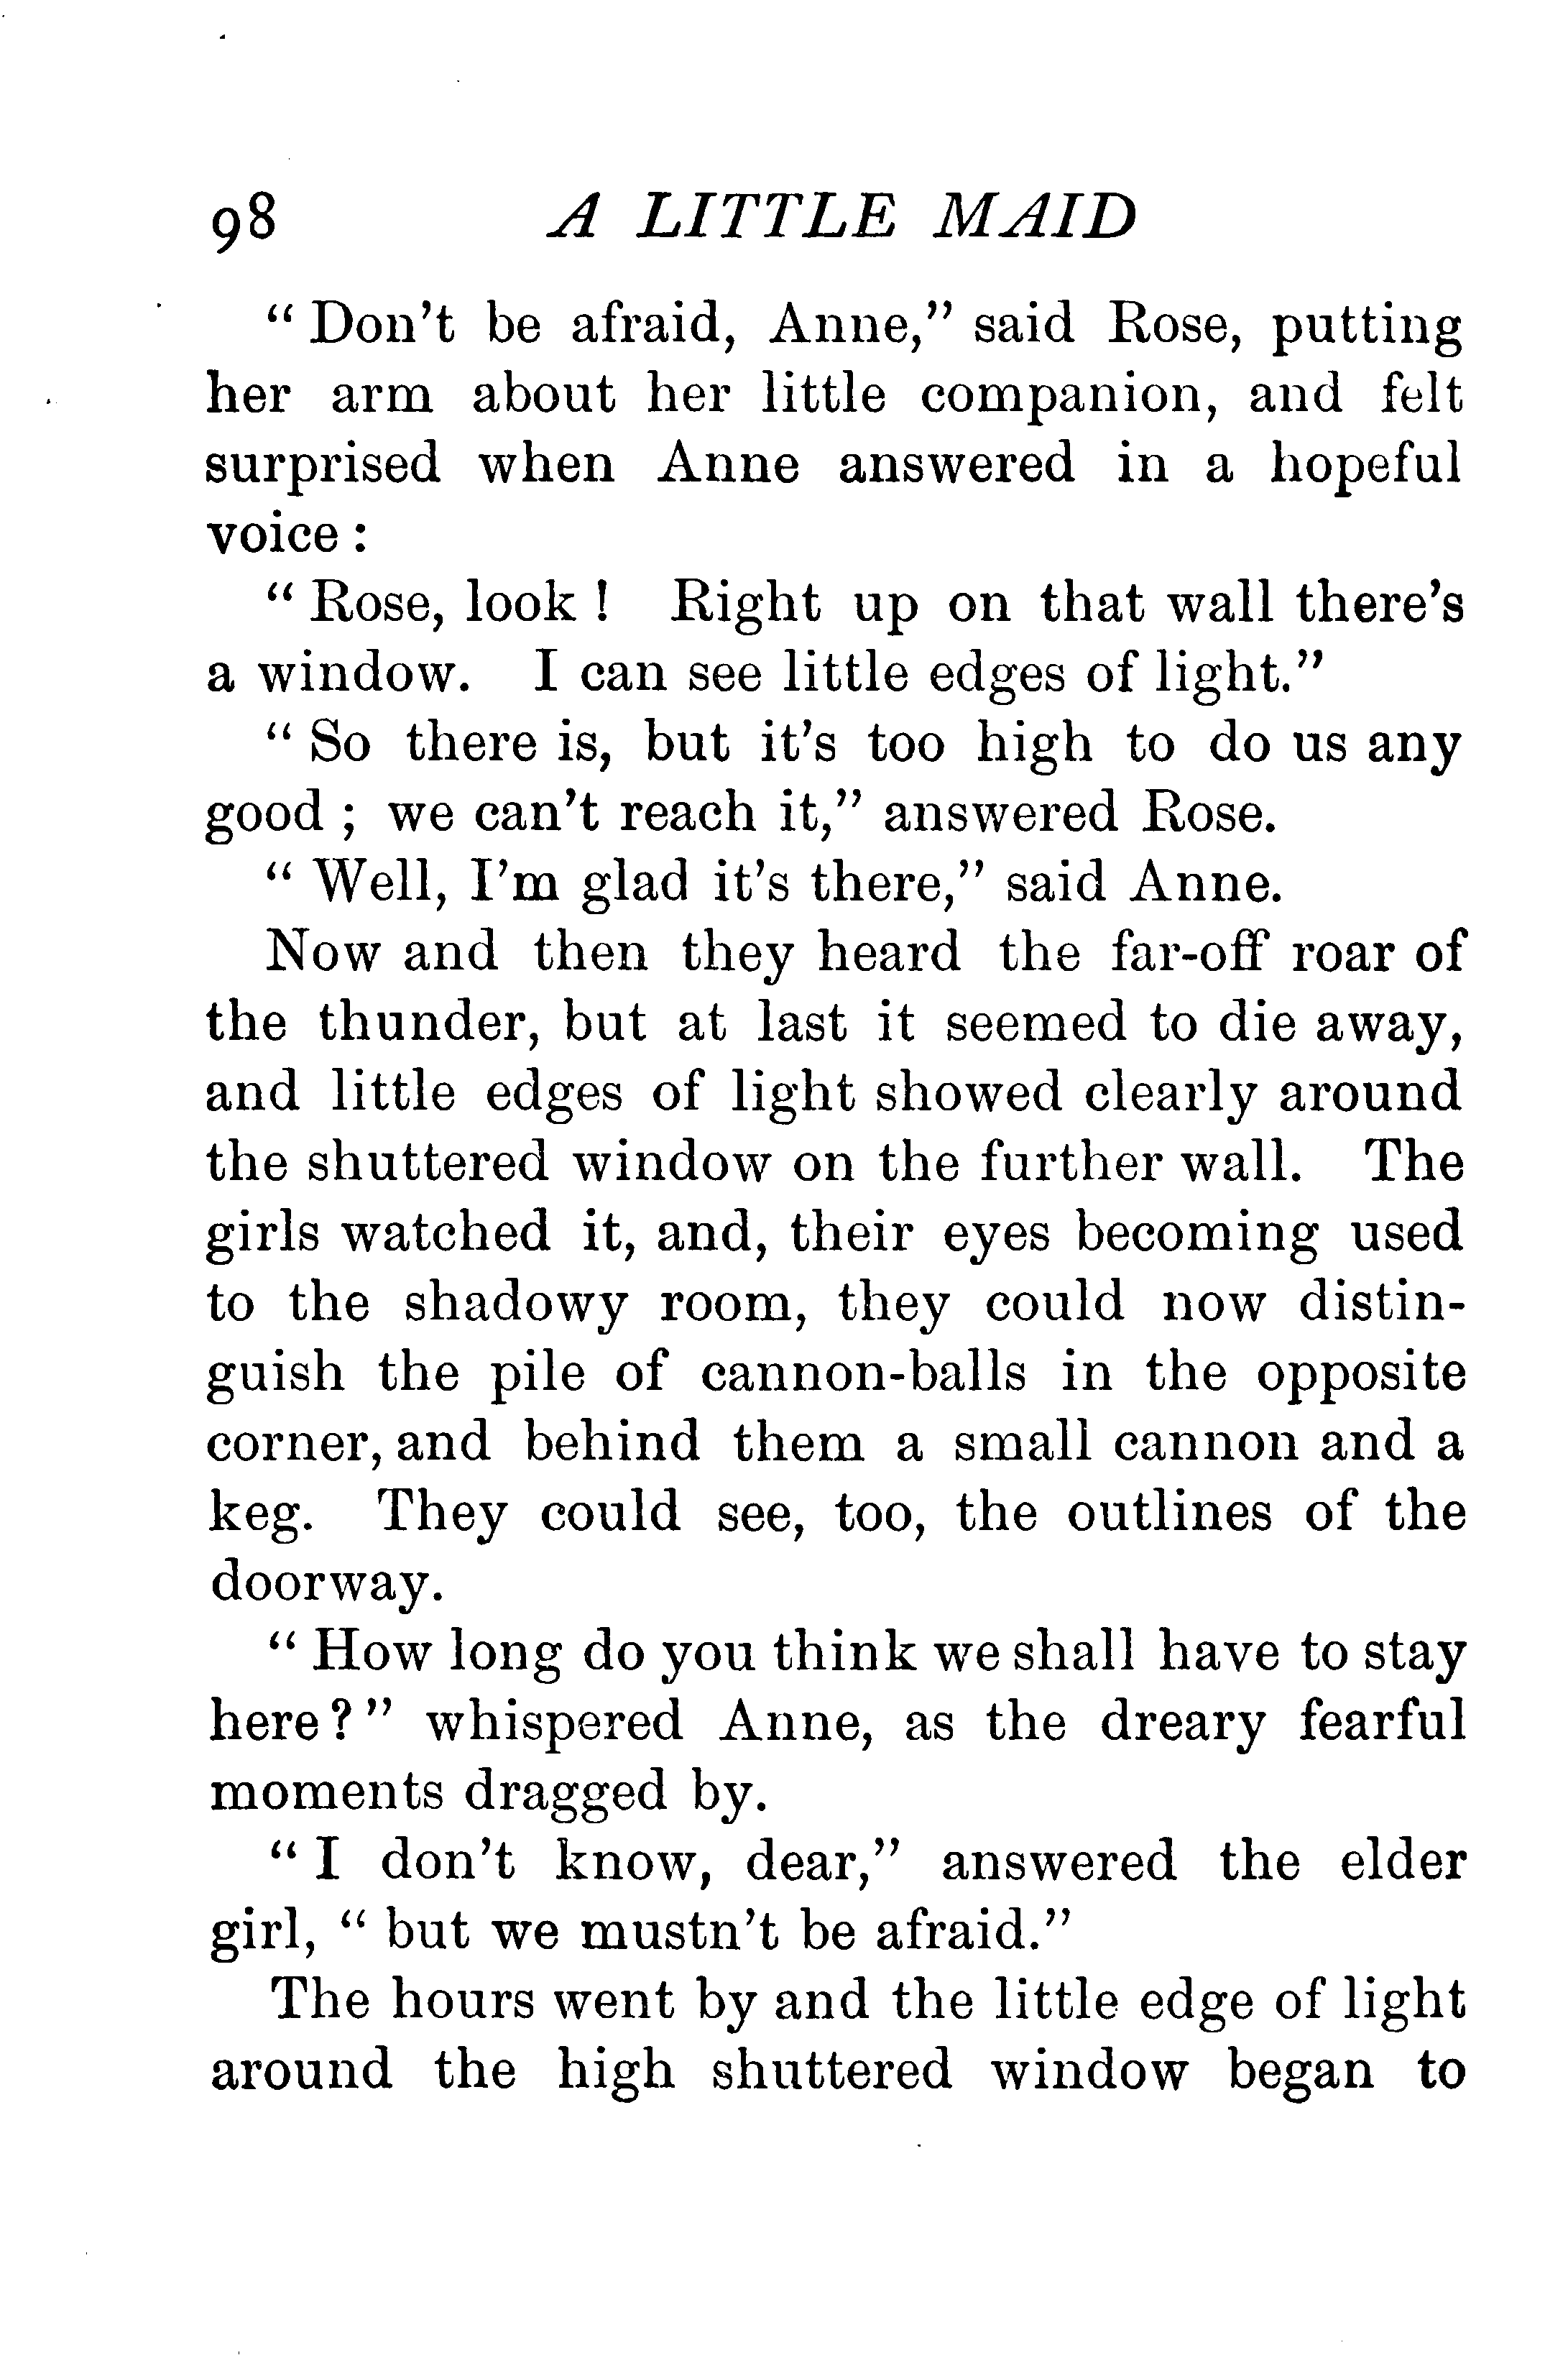 98 A LITTLE MAID
“ Don’t be afraid, Anne,” said Rose, putting
her arm about her little companion, and felt
surprised when Anne answered in a hopeful
voice :
“ Rose, look ! Right up on that wall there’s
a window. I can see little edges of light.”
“ So there is, but it’s too high to do us any
good ; we can’t reach it,” answered Rose.
“ Well, I’m glad it’s there,” said Anne.
Now and then they heard the far-off roar of
the thunder, but at last it seemed to die away,
and little edges of light showed clearly around
the shuttered window on the further wall. The
girls watched it, and, their eyes becoming used
to the shadowy room, they could now distin-
guish the pile of cannon-balls in the opposite
corner, and behind them a small cannon and a
keg. They could see, too, the outlines of the
doorway.
“ How long do you think we shall have to stay
here ? ” whispered Anne, as the dreary fearful
moments dragged by.
“ I don’t know, dear,” answered the elder
girl, “ but we mustn’t be afraid.”
The hours went by and the little edge of light
around the high shuttered window began to